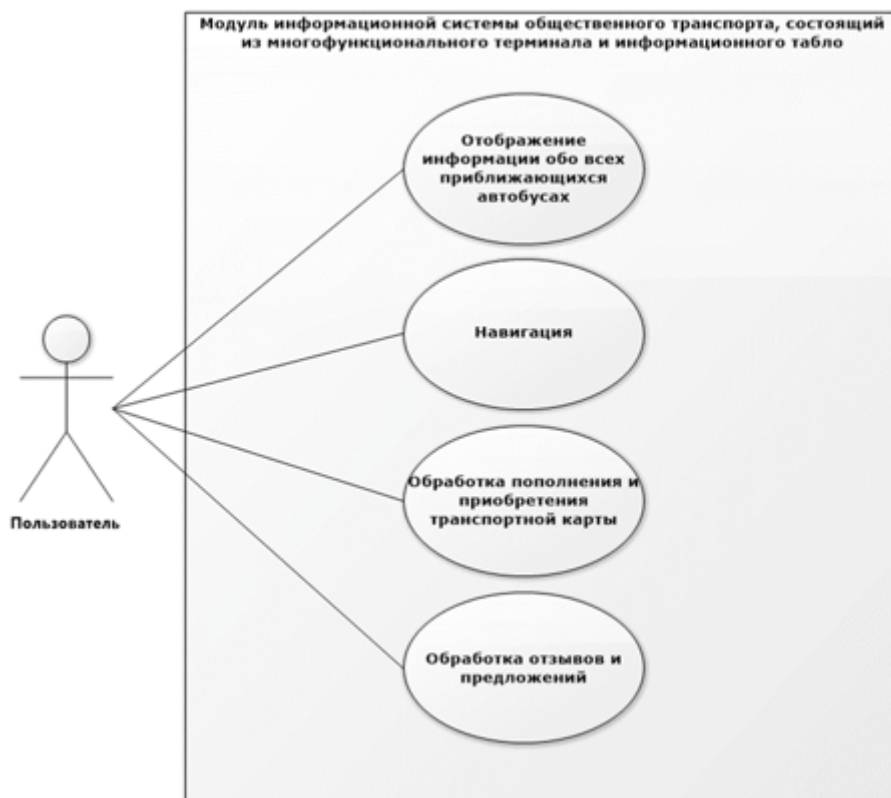 Модуль информационной системы общественного транспорта, состоящий
из многофункционального терминала и информационного табло
Отображение
информации обо всех
приближающихся
автобусах
Навигация
Обработка пополнения и
приобретения
транспортной карты
Пользователь
Обработка отзывов и
предложений